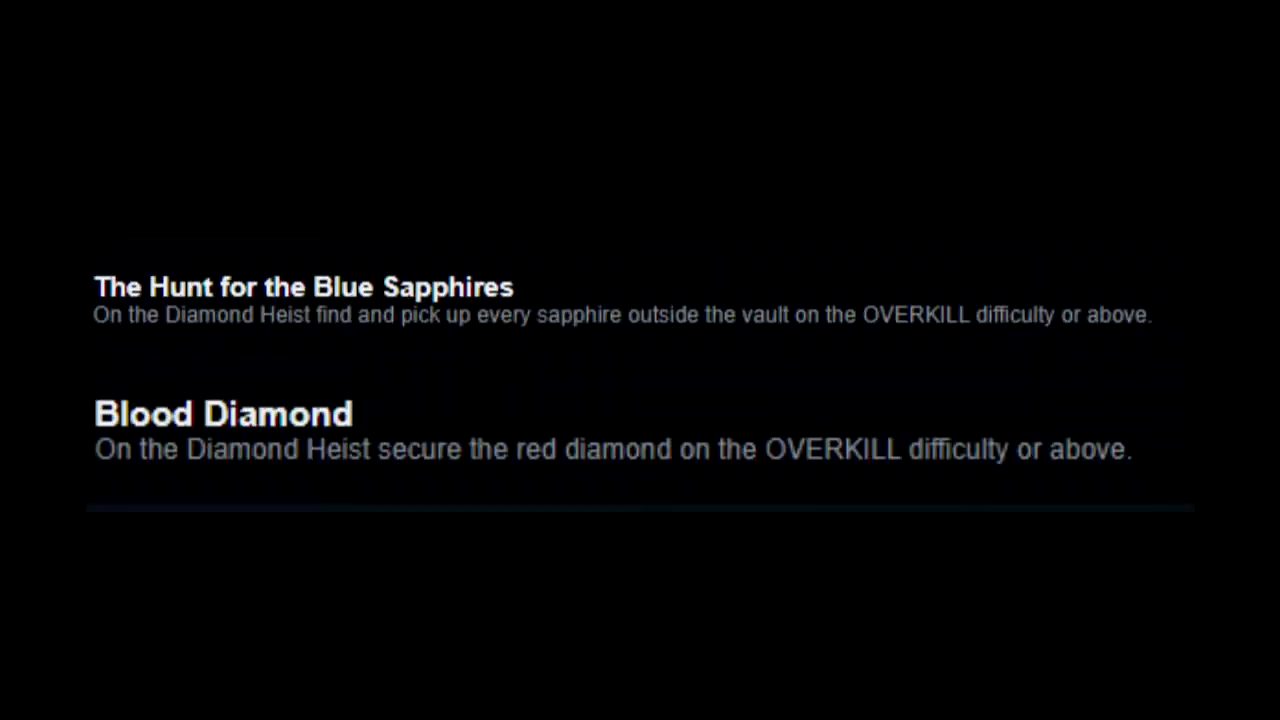 The Hunt for the Blue Sapphires
On the Diamond Heist find and pick up every sapphire outside the vault on the OVERKILL difficulty or above.
Blood Diamond
On the Diamond Heist secure the red diamond on the OVERKILL difficulty or above.